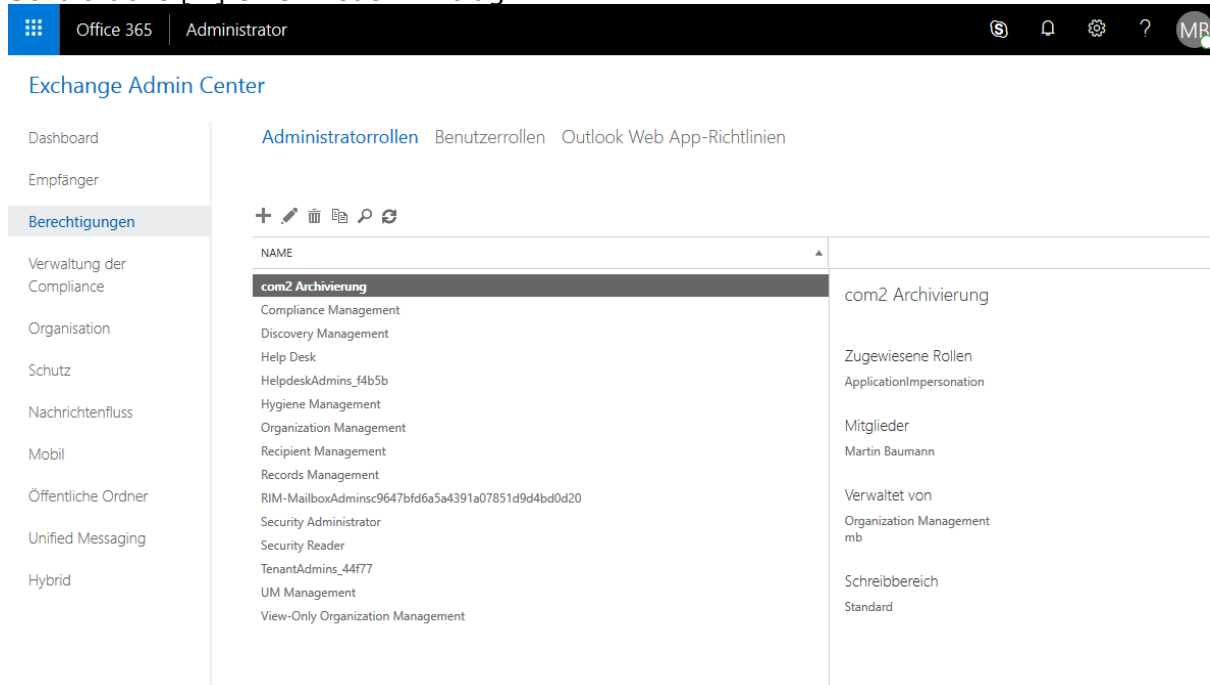 Office 365 Administrator ? MB
Exchange Admin Center
Dashboard
Empfänger
Berechtigungen
Verwaltung der
Compliance
Organisation
Schutz
Nachrichtenfluss
Mobil
Öffentliche Ordner
Unified Messaging
Hybrid
Administratorrollen Benutzerrollen Outlook Web App-Richtlinien
NAME
com2 Archivierung
Compliance Management
Discovery Management
Help Desk
HelpdeskAdmins_f4b5b
Hygiene Management
Organization Management
Recipient Management
Records Management
RIM-MailboxAdminsc9647bfd6a5a4391a07851d9d4bd0d20
Security Administrator
Security Reader
TenantAdmins_44f77
UM Management
View-Only Organization Management
com2 Archivierung
Zugewiesene Rollen
ApplicationImpersonation
Mitglieder
Martin Baumann
Verwaltet von
Organization Management
mb
Schreibbereich
Standard